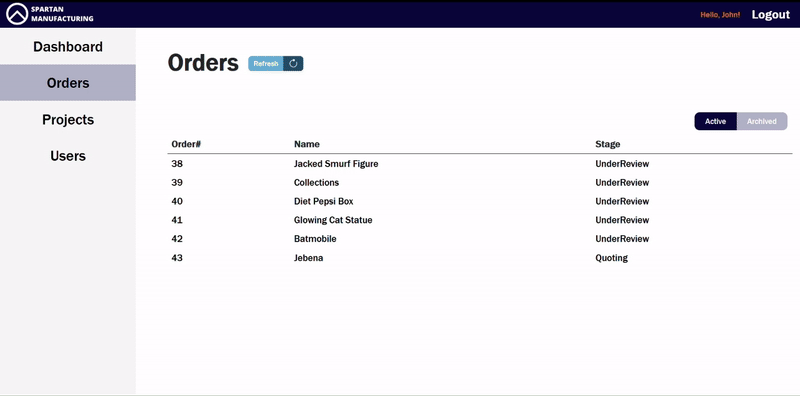 SPARTAN
MANUFACTURING
Hello, John!
Logout
Dashboard
Orders
Projects
Users
Orders
Refresh
Active
Archived
Order# Name Stage
38 Jacked Smurf Figure UnderReview
39 Collections UnderReview
40 Diet Pepsi Box UnderReview
41 Glowing Cat Statue UnderReview
42 Batmobile UnderReview
43 Jebena Quoting